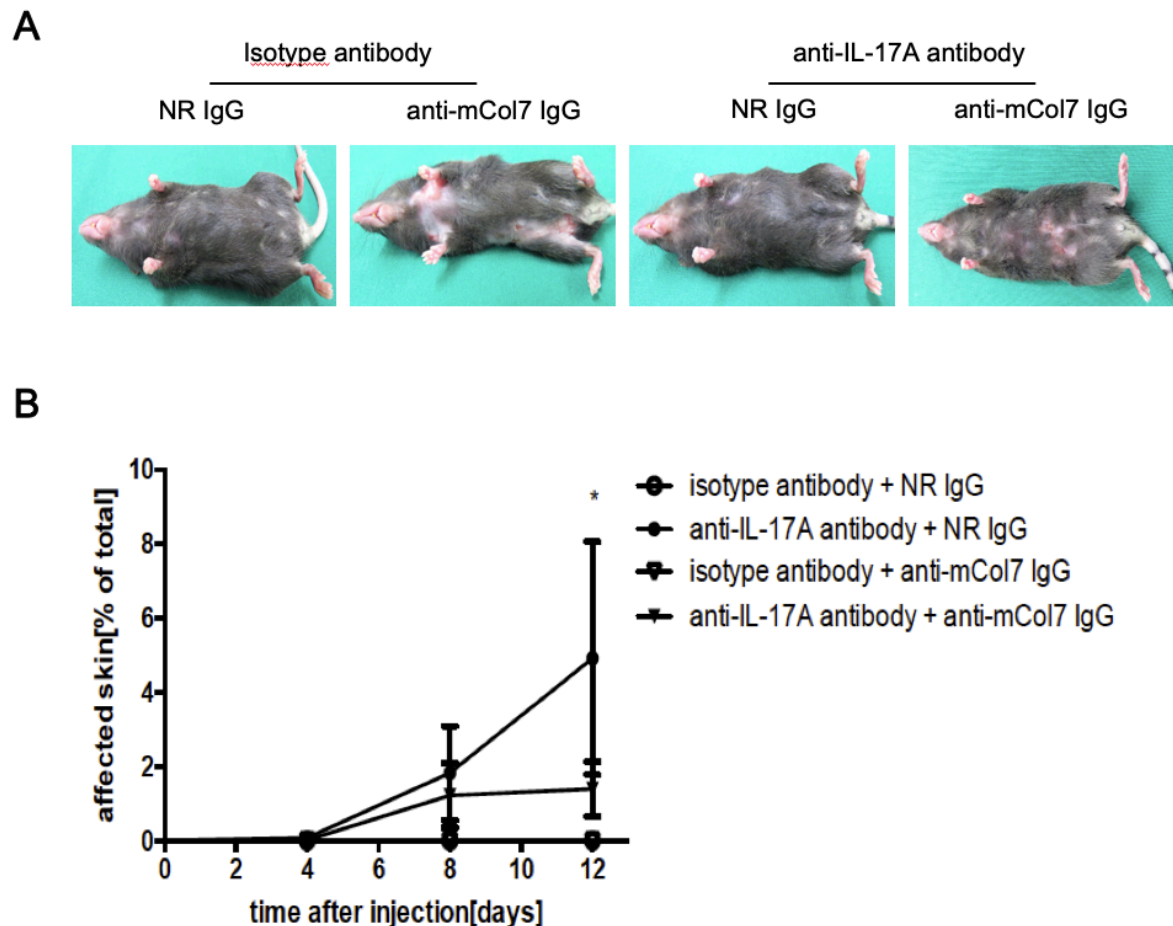 A
Isotype antibody
anti-IL-17A antibody
NR IgG
anti-mCol7 IgG
NR IgG
anti-mCol7 IgG
B
affected skin[% of total]
10
8
6
4
2
0
0 2 4 6 8 10 12
time after injection[days]
*
isotype antibody + NR IgG
anti-IL-17A antibody + NR IgG
isotype antibody + anti-mCol7 IgG
anti-IL-17A antibody + anti-mCol7 IgG